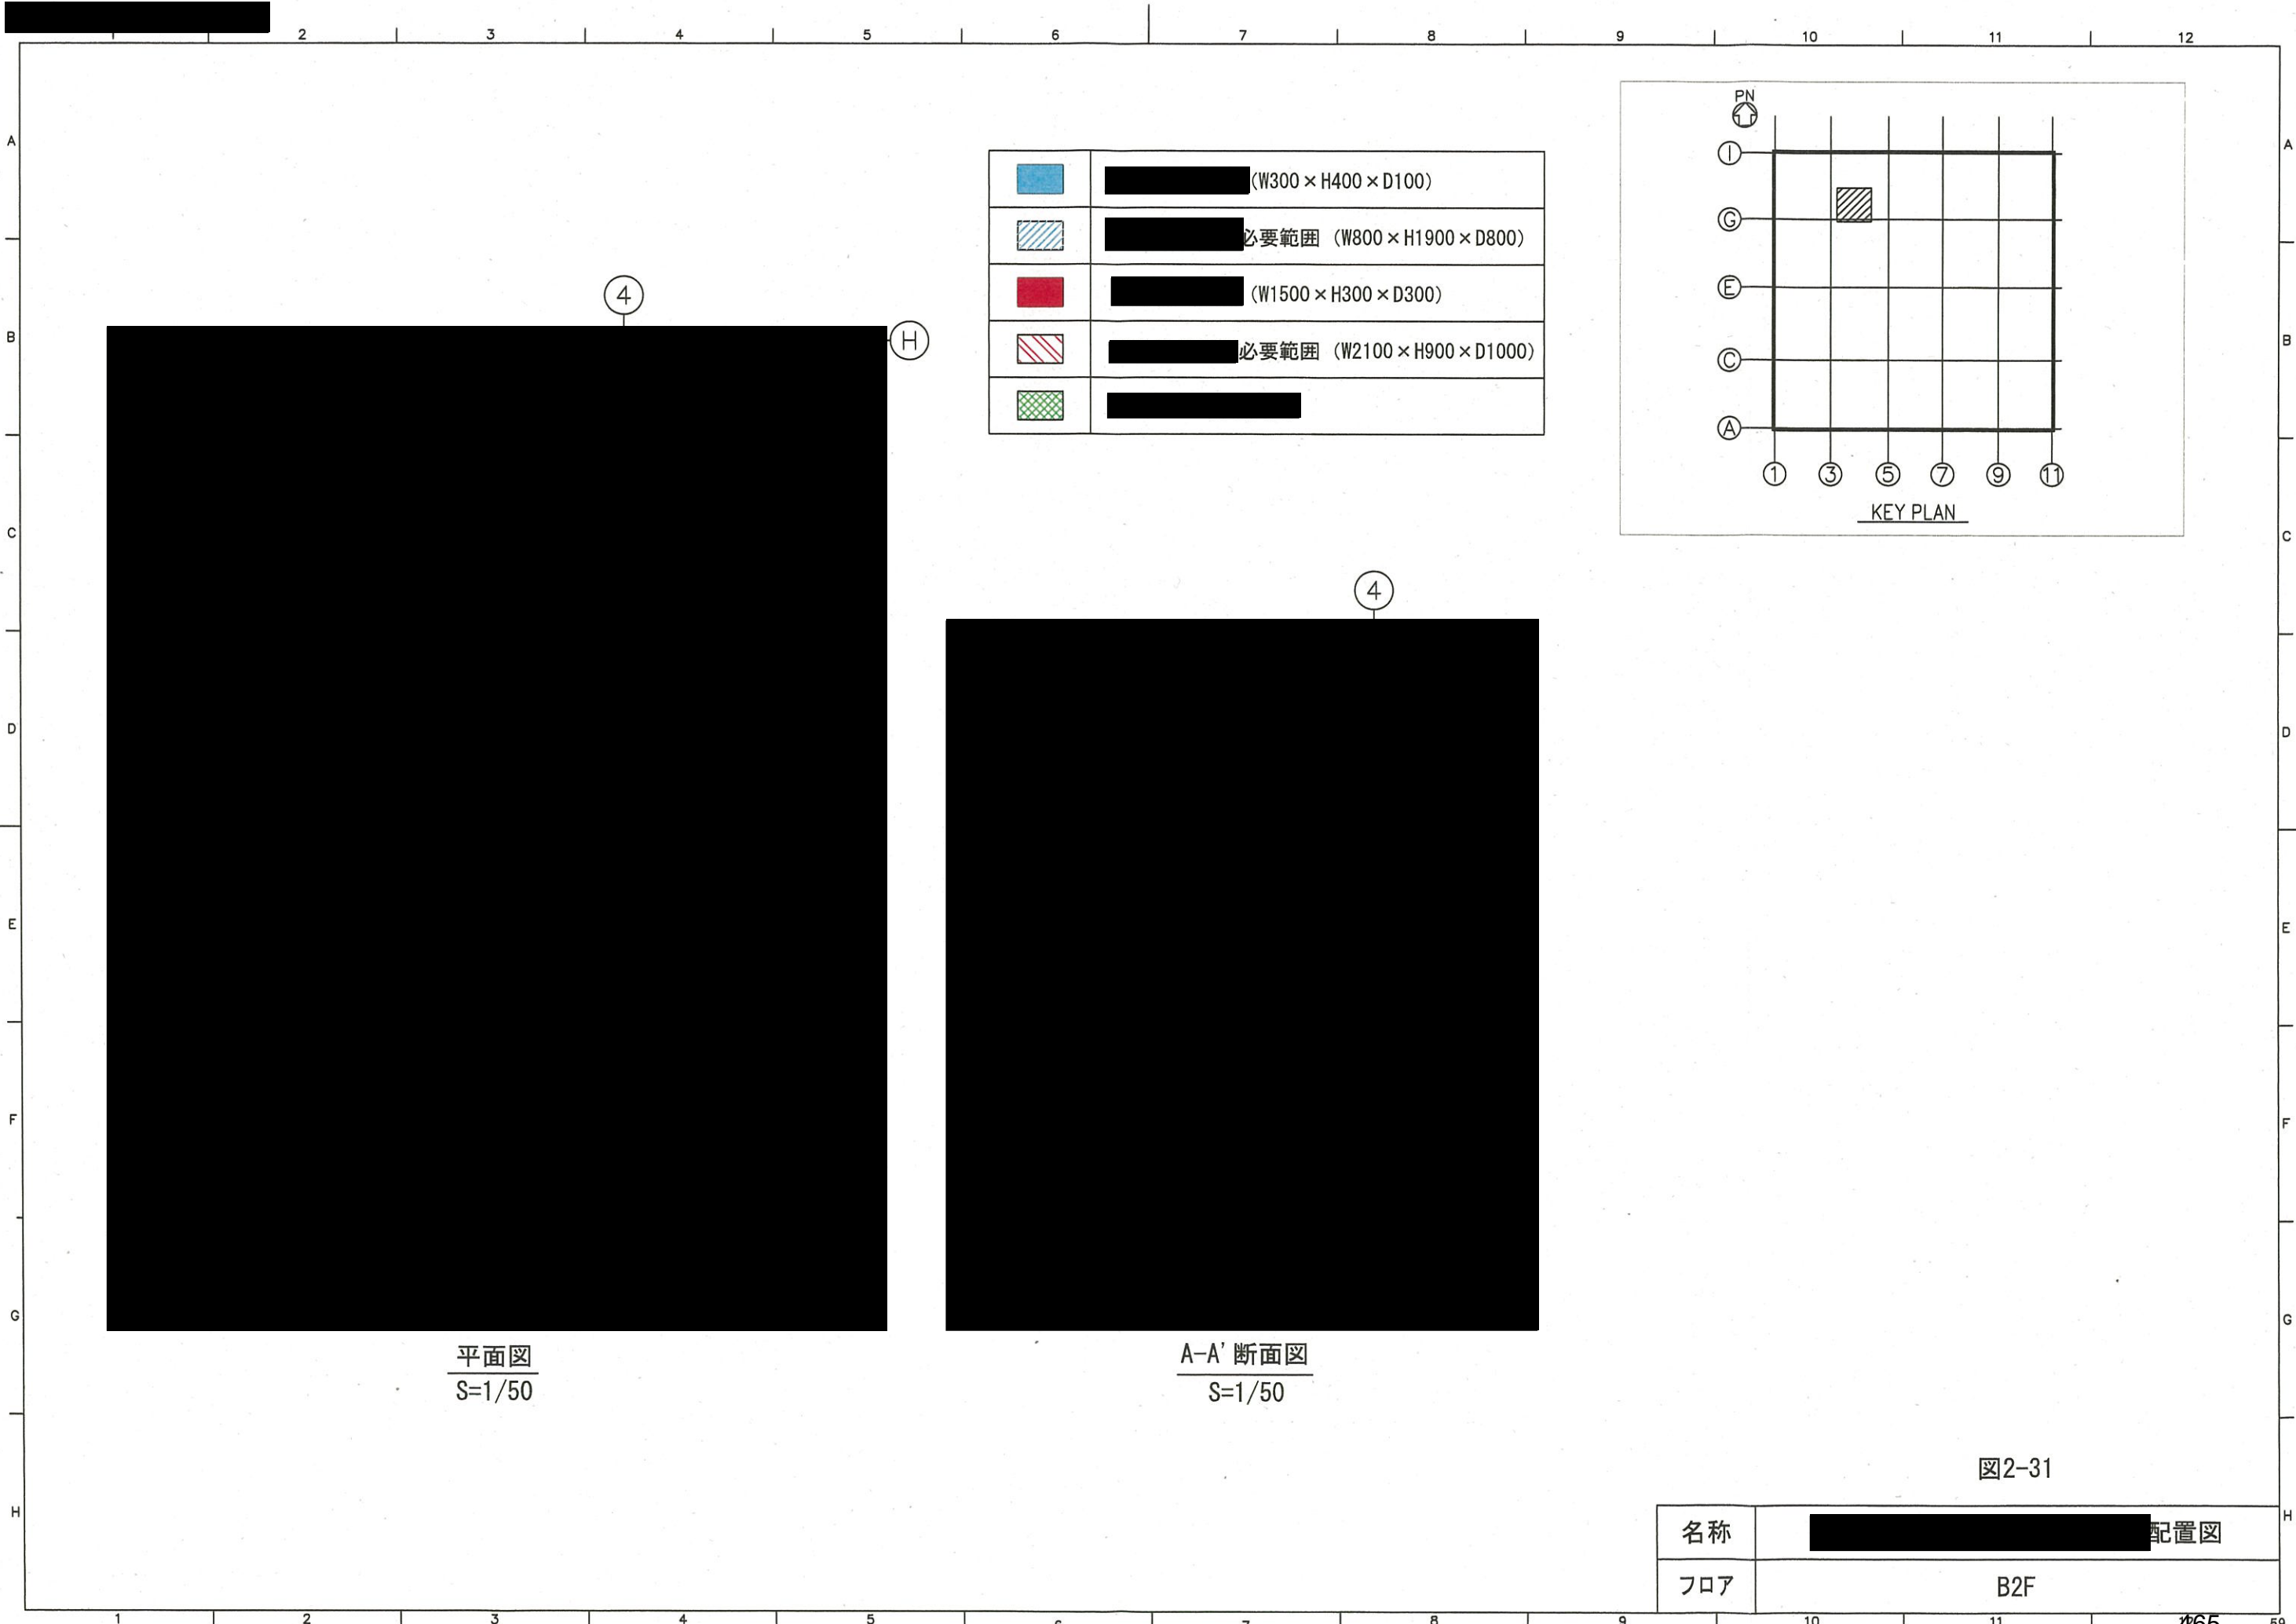 2 3 4 5 6 7 8 9 10 11 12
A A
PN
I
(W300×H400×D100)
G
必要範囲 (W800×H1900×D800)
E
4
(W1500×H300×D300)
B H B
必要範囲 (W2100×H900×D1000)
C
A
1 3 5 7 9 11
KEY PLAN
C C
4
D D
E E
F F
G G
平面図
S=1/50
A-A'断面図
S=1/50
図2-31
H H
名称 配置図
フロア B2F
1 2 3 4 5 7 8 9 10 11